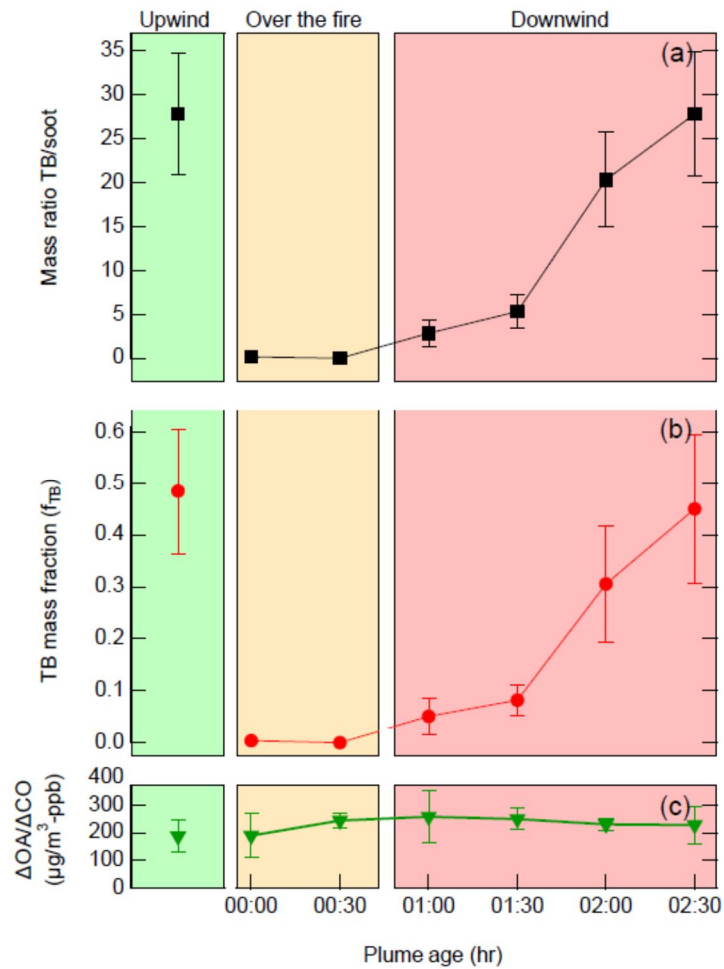 Upwind Over the fire Downwind
(a)
35
30
25
20
15
10
5
0
Mass ratio TB/soot
(b)
0.6
0.5
0.4
0.3
0.2
0.1
0.0
TB mass fraction (f_TB)
(c)
400
300
200
100
0
ΔOA/ΔCO
(µg/m³-ppb)
00:00 00:30 01:00 01:30 02:00 02:30
Plume age (hr)